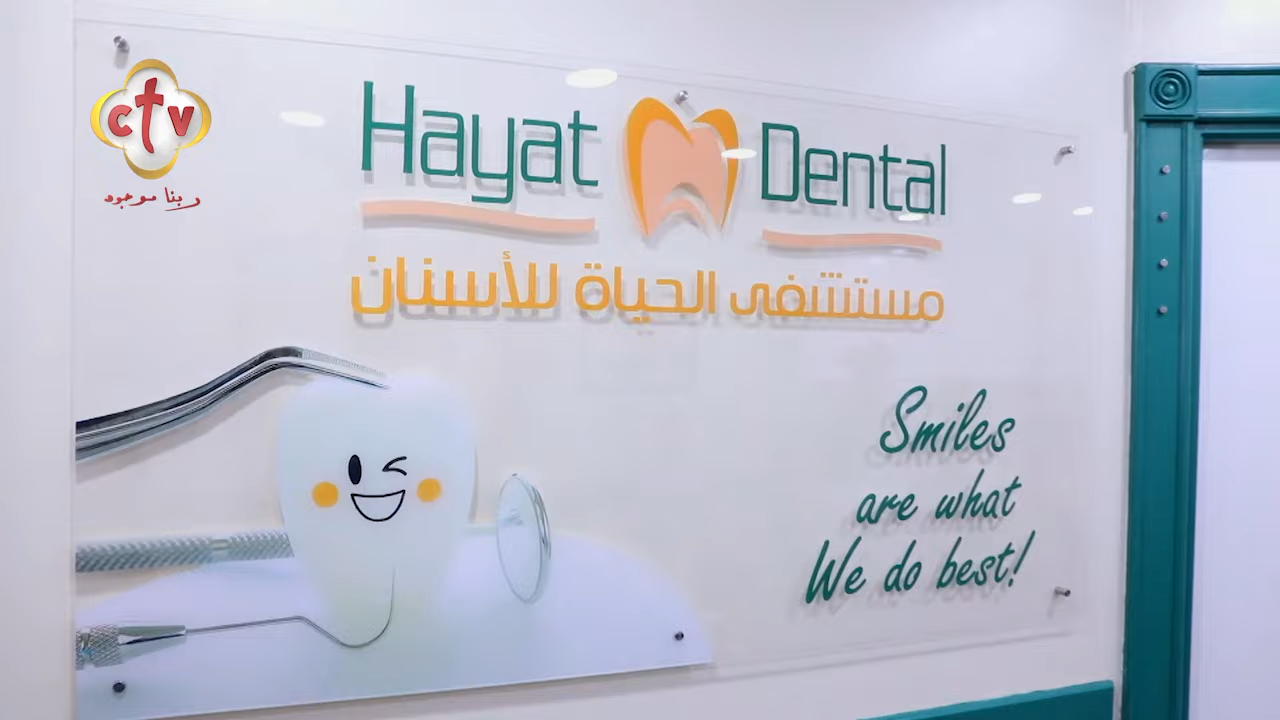 ctv
ربنا موجود
Hayat Dental
مستشفى الحياة للأسنان
Smiles
are what
We do best!